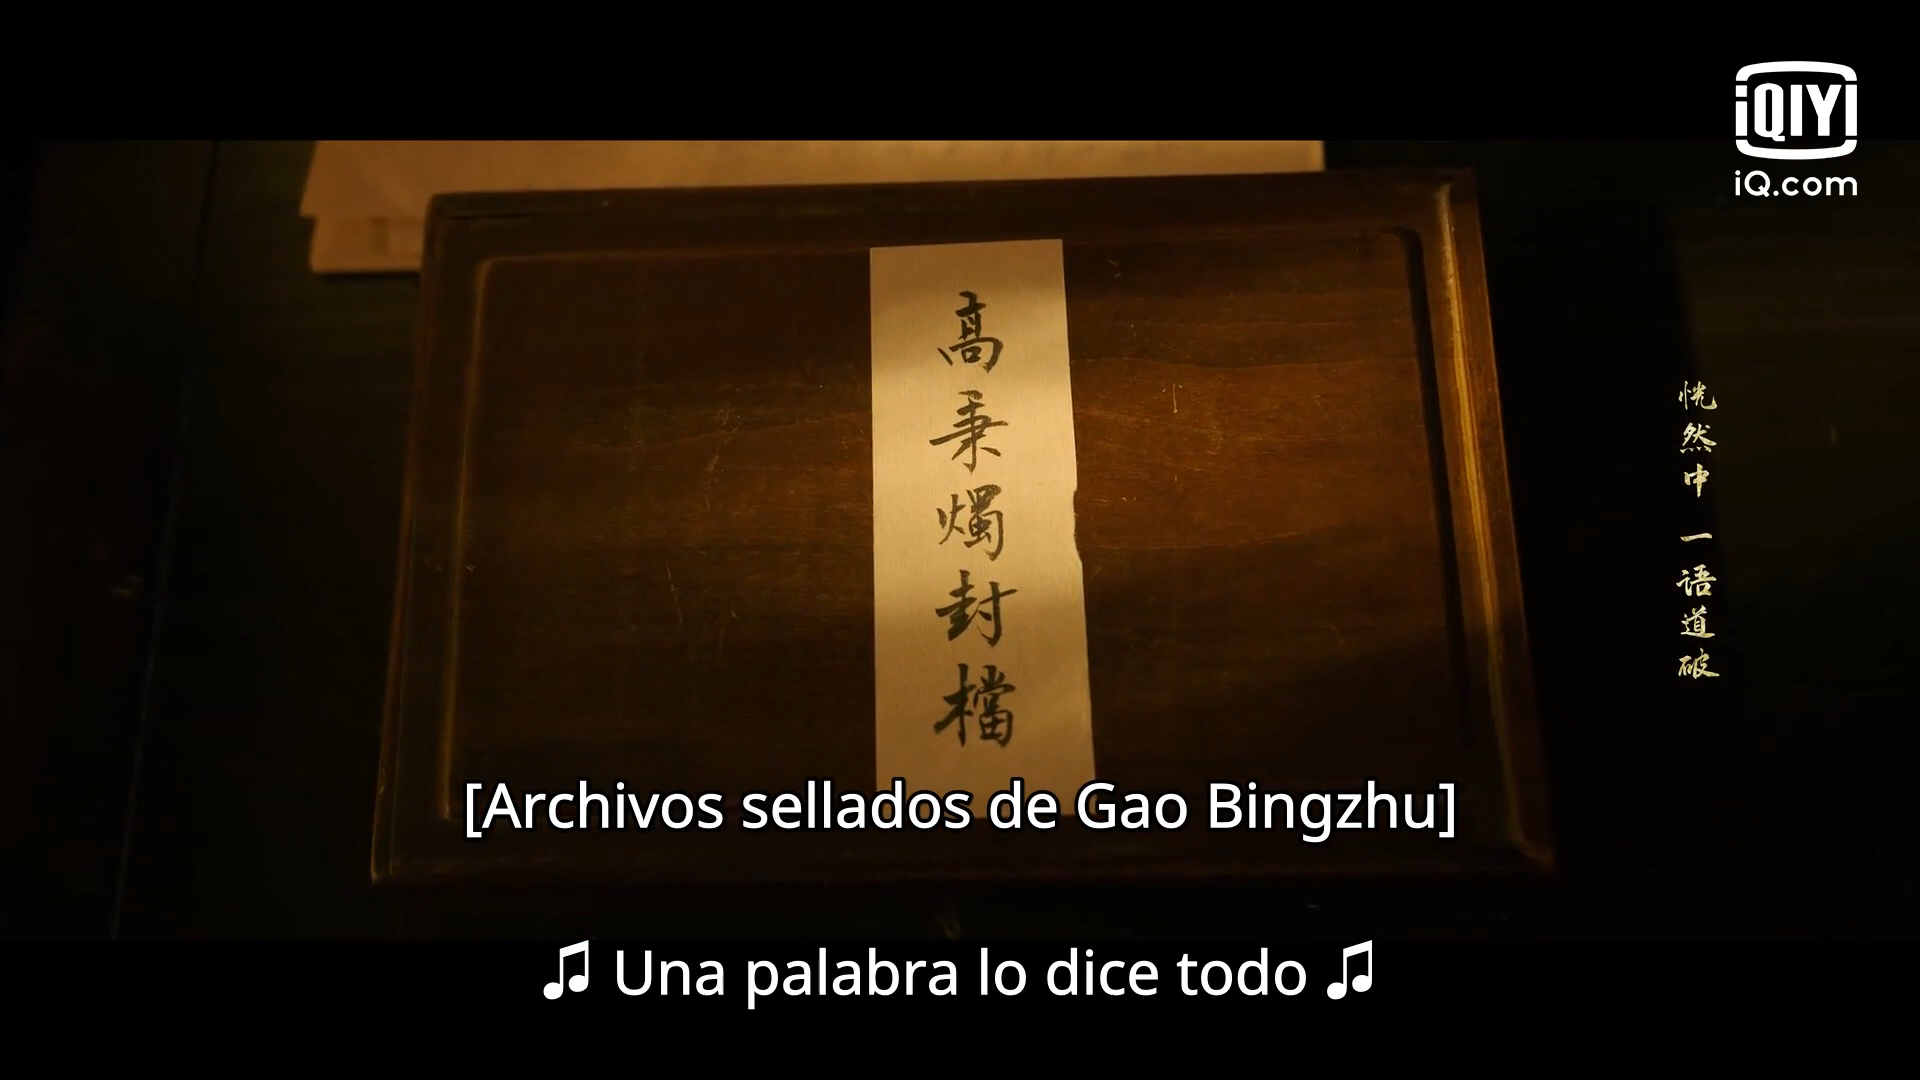 iQIYI
iQ.com
高秉燭封檔
恍然中 一语道破
[Archivos sellados de Gao Bingzhu]
♫ Una palabra lo dice todo ♫